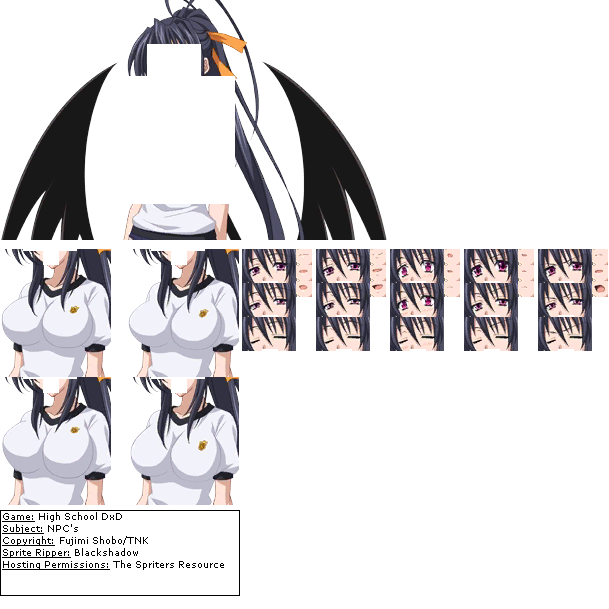 Game: High School DxD
Subject: NPC's
Copyright: Fujimi Shobo/TNK
Sprite Ripper: Blackshadow
Hosting Permissions: The Spriters Resource